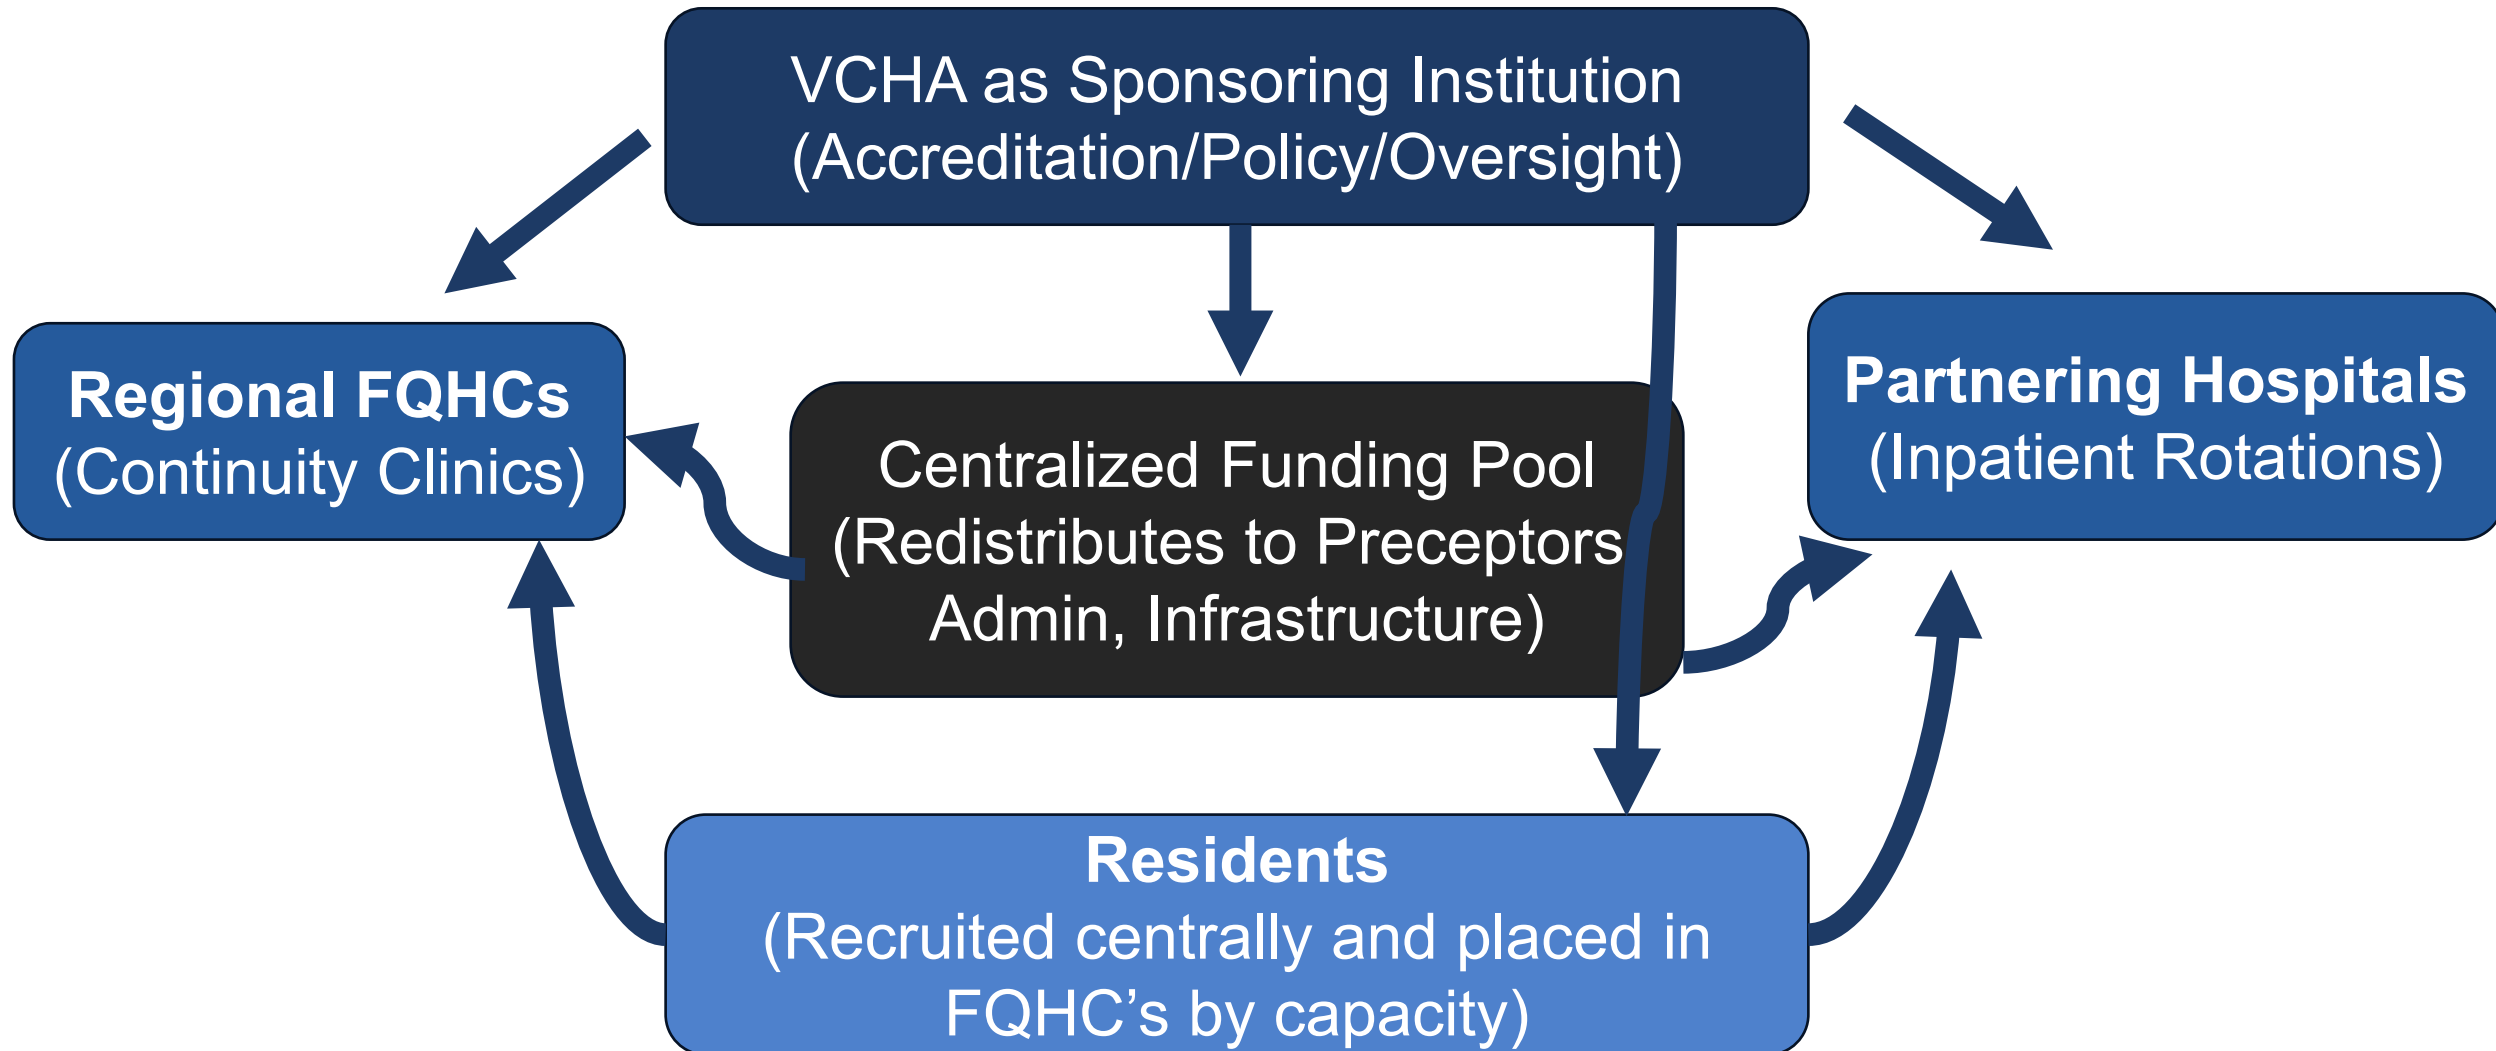 VCHA as Sponsoring Institution
(Accreditation/Policy/Oversight)
Regional FQHCs
(Continuity Clinics)
Partnering Hospitals
(Inpatient Rotations)
Centralized Funding Pool
(Redistributes to Preceptors,
Admin, Infrastructure)
Residents
(Recruited centrally and placed in
FQHC’s by capacity)